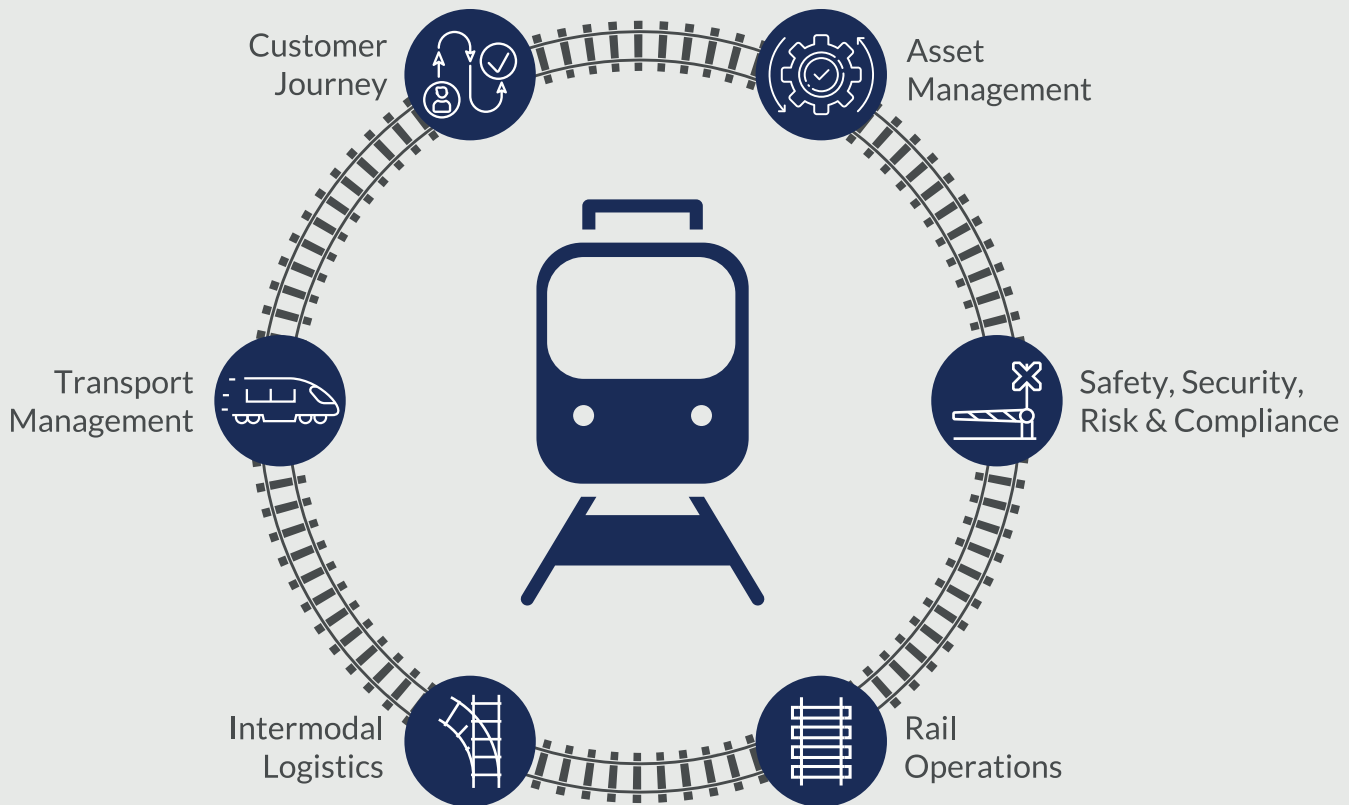 Customer
Journey
Asset
Management
Transport
Management
Safety, Security,
Risk & Compliance
Intermodal
Logistics
Rail
Operations